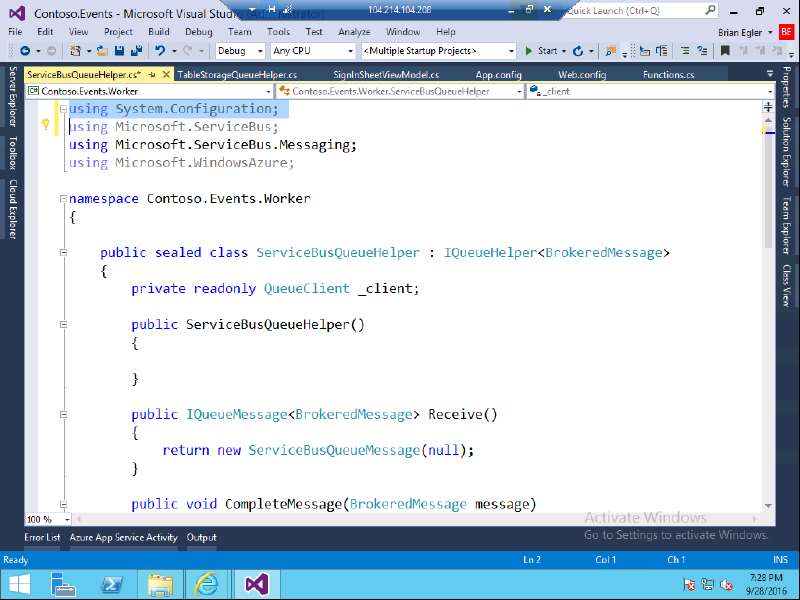 Contoso.Events - Microsoft Visual Studio
104.214.104.208
Quick Launch (Ctrl+Q)
File Edit View Project Build Debug Team Tools Test Analyze Window Help
Brian Egler BE
Debug Any CPU <Multiple Startup Projects> Start
ServiceBusQueueHelper.cs* TableStorageQueueHelper.cs SignInSheetViewModel.cs App.config Web.config Functions.cs
Contoso.Events.Worker Contoso.Events.Worker.ServiceBusQueueHelper _client
Server Explorer
Toolbox
Cloud Explorer
using System.Configuration;
using Microsoft.ServiceBus;
using Microsoft.ServiceBus.Messaging;
using Microsoft.WindowsAzure;
namespace Contoso.Events.Worker
{
public sealed class ServiceBusQueueHelper : IQueueHelper<BrokeredMessage>
{
private readonly QueueClient _client;
public ServiceBusQueueHelper()
{
}
public IQueueMessage<BrokeredMessage> Receive()
{
return new ServiceBusQueueMessage(null);
}
public void CompleteMessage(BrokeredMessage message)
Properties
Solution Explorer
Team Explorer
Class View
100 %
Activate Windows
Go to Settings to activate Windows.
Error List Azure App Service Activity Output
Ready Ln 2 Col 1 Ch 1 INS
7:28 PM
9/28/2016